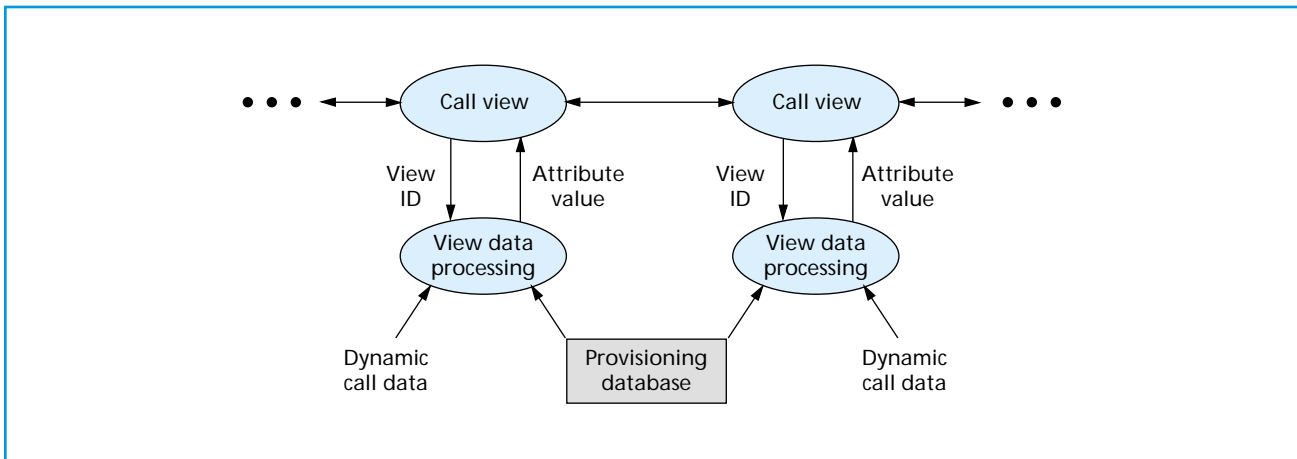 Call view
Call view
View
ID
Attribute
value
View
ID
Attribute
value
View data
processing
View data
processing
Dynamic
call data
Provisioning
database
Dynamic
call data